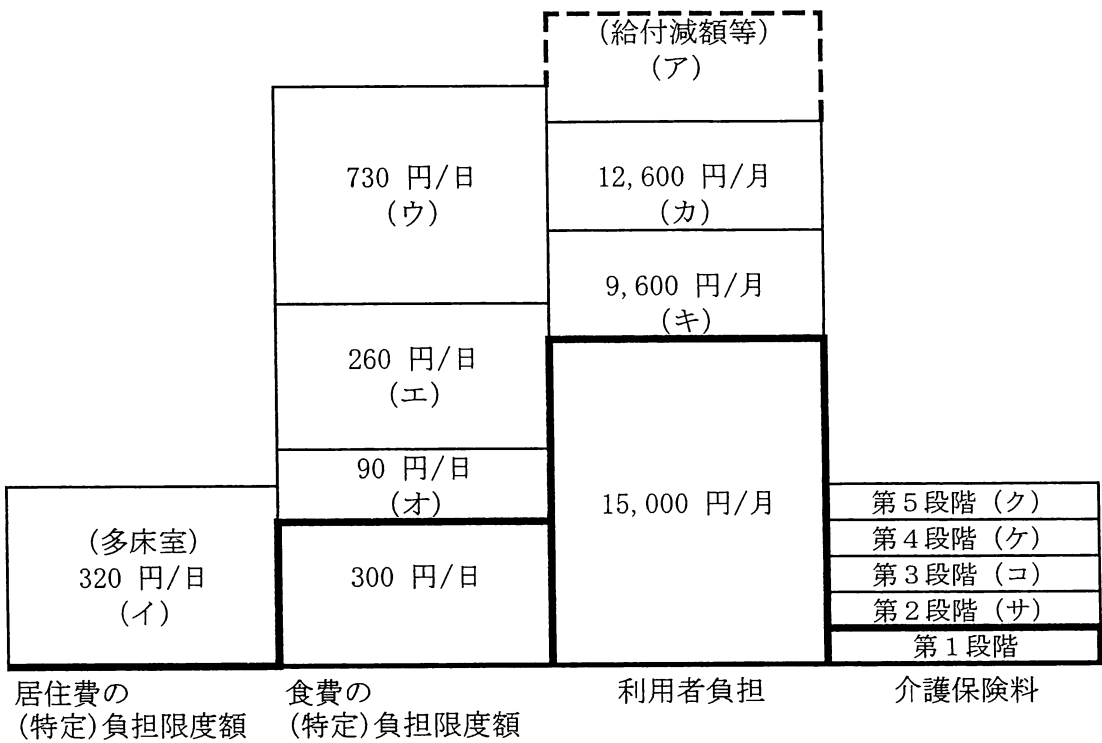 (給付減額等)
(ア)
730 円/日
(ウ)
12,600 円/月
(カ)
9,600 円/月
(キ)
260 円/日
(エ)
90 円/日
(オ)
(多床室)
320 円/日
(イ)
300 円/日
15,000 円/月
第5段階 (ク)
第4段階 (ケ)
第3段階 (コ)
第2段階 (サ)
第1段階
居住費の
(特定)負担限度額
食費の
(特定)負担限度額
利用者負担
介護保険料